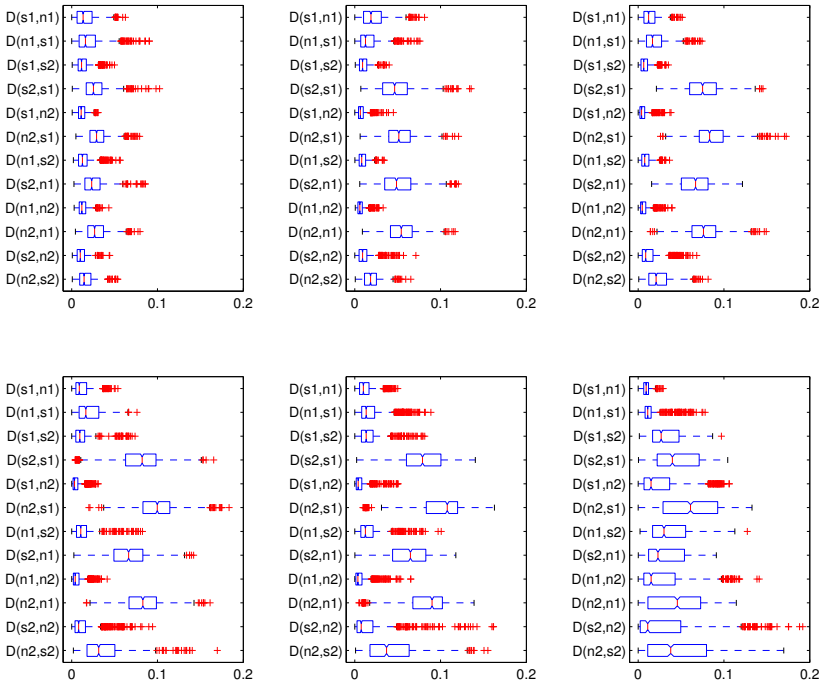 D(s1,n1)
D(n1,s1)
D(s1,s2)
D(s2,s1)
D(s1,n2)
D(n2,s1)
D(n1,s2)
D(s2,n1)
D(n1,n2)
D(n2,n1)
D(s2,n2)
D(n2,s2)
0 0.1 0.2
D(s1,n1)
D(n1,s1)
D(s1,s2)
D(s2,s1)
D(s1,n2)
D(n2,s1)
D(n1,s2)
D(s2,n1)
D(n1,n2)
D(n2,n1)
D(s2,n2)
D(n2,s2)
0 0.1 0.2
D(s1,n1)
D(n1,s1)
D(s1,s2)
D(s2,s1)
D(s1,n2)
D(n2,s1)
D(n1,s2)
D(s2,n1)
D(n1,n2)
D(n2,n1)
D(s2,n2)
D(n2,s2)
0 0.1 0.2
D(s1,n1)
D(n1,s1)
D(s1,s2)
D(s2,s1)
D(s1,n2)
D(n2,s1)
D(n1,s2)
D(s2,n1)
D(n1,n2)
D(n2,n1)
D(s2,n2)
D(n2,s2)
0 0.1 0.2
D(s1,n1)
D(n1,s1)
D(s1,s2)
D(s2,s1)
D(s1,n2)
D(n2,s1)
D(n1,s2)
D(s2,n1)
D(n1,n2)
D(n2,n1)
D(s2,n2)
D(n2,s2)
0 0.1 0.2
D(s1,n1)
D(n1,s1)
D(s1,s2)
D(s2,s1)
D(s1,n2)
D(n2,s1)
D(n1,s2)
D(s2,n1)
D(n1,n2)
D(n2,n1)
D(s2,n2)
D(n2,s2)
0 0.1 0.2